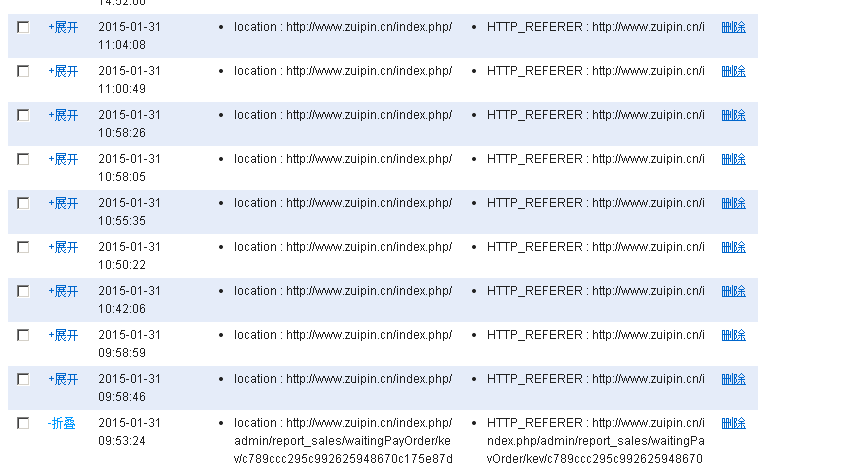 14:52:06
+展开 2015-01-31 location : http://www.zuipin.cn/index.php/ HTTP_REFERER : http://www.zuipin.cn/i 删除
11:04:08
+展开 2015-01-31 location : http://www.zuipin.cn/index.php/ HTTP_REFERER : http://www.zuipin.cn/i 删除
11:00:49
+展开 2015-01-31 location : http://www.zuipin.cn/index.php/ HTTP_REFERER : http://www.zuipin.cn/i 删除
10:58:26
+展开 2015-01-31 location : http://www.zuipin.cn/index.php/ HTTP_REFERER : http://www.zuipin.cn/i 删除
10:58:05
+展开 2015-01-31 location : http://www.zuipin.cn/index.php/ HTTP_REFERER : http://www.zuipin.cn/i 删除
10:55:35
+展开 2015-01-31 location : http://www.zuipin.cn/index.php/ HTTP_REFERER : http://www.zuipin.cn/i 删除
10:50:22
+展开 2015-01-31 location : http://www.zuipin.cn/index.php/ HTTP_REFERER : http://www.zuipin.cn/i 删除
10:42:06
+展开 2015-01-31 location : http://www.zuipin.cn/index.php/ HTTP_REFERER : http://www.zuipin.cn/i 删除
09:58:59
+展开 2015-01-31 location : http://www.zuipin.cn/index.php/ HTTP_REFERER : http://www.zuipin.cn/i 删除
09:58:46
-折叠 2015-01-31 location : http://www.zuipin.cn/index.php/ HTTP_REFERER : http://www.zuipin.cn/i 删除
09:53:24 admin/report_sales/waitingPayOrder/ke ndex.php/admin/report_sales/waitingPa
y/c789ccc295c992625948670c175e87d yOrder/key/c789ccc295c992625948670